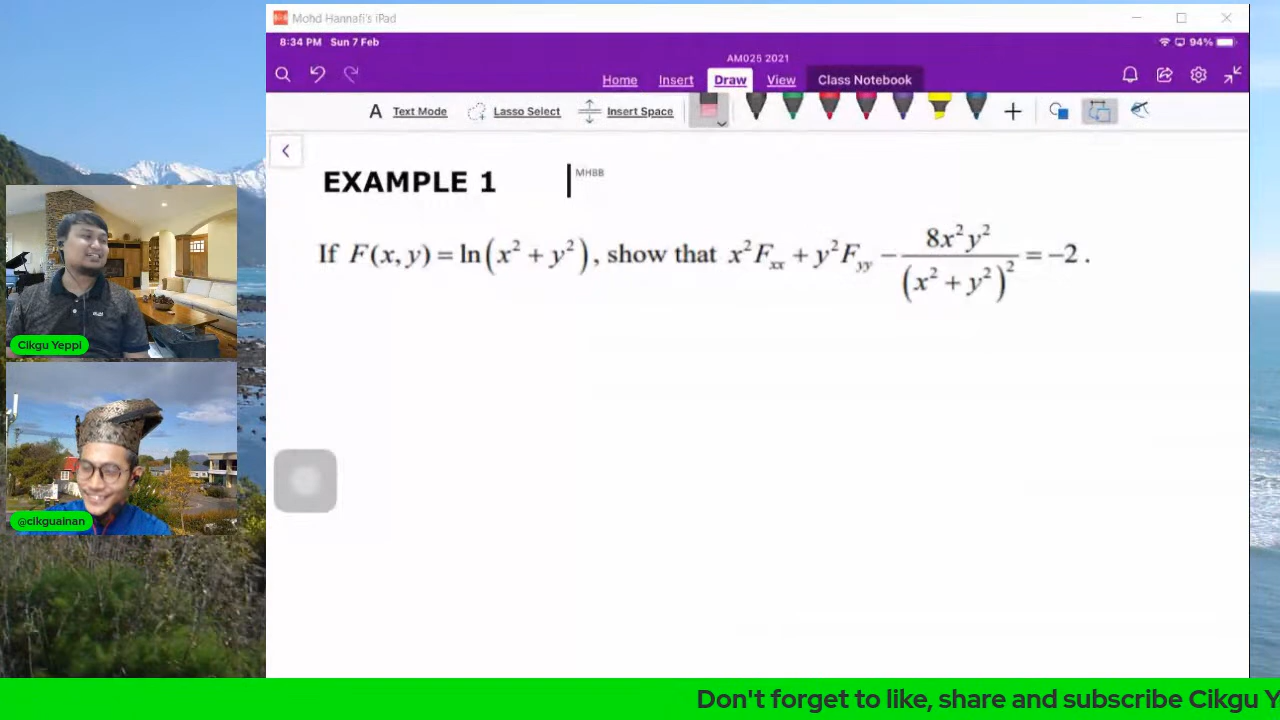 Mohd Hannafi's iPad
8:34 PM Sun 7 Feb
94%
AM025 2021
Home Insert Draw View Class Notebook
A Text Mode Lasso Select Insert Space
EXAMPLE 1
MHBB
If F(x, y) = ln(x² + y²), show that x²Fₓₓ + y²F_yy − 8x²y² / (x² + y²)² = −2 .
Cikgu Yeppi
@cikguainan
Don't forget to like, share and subscribe Cikgu Y